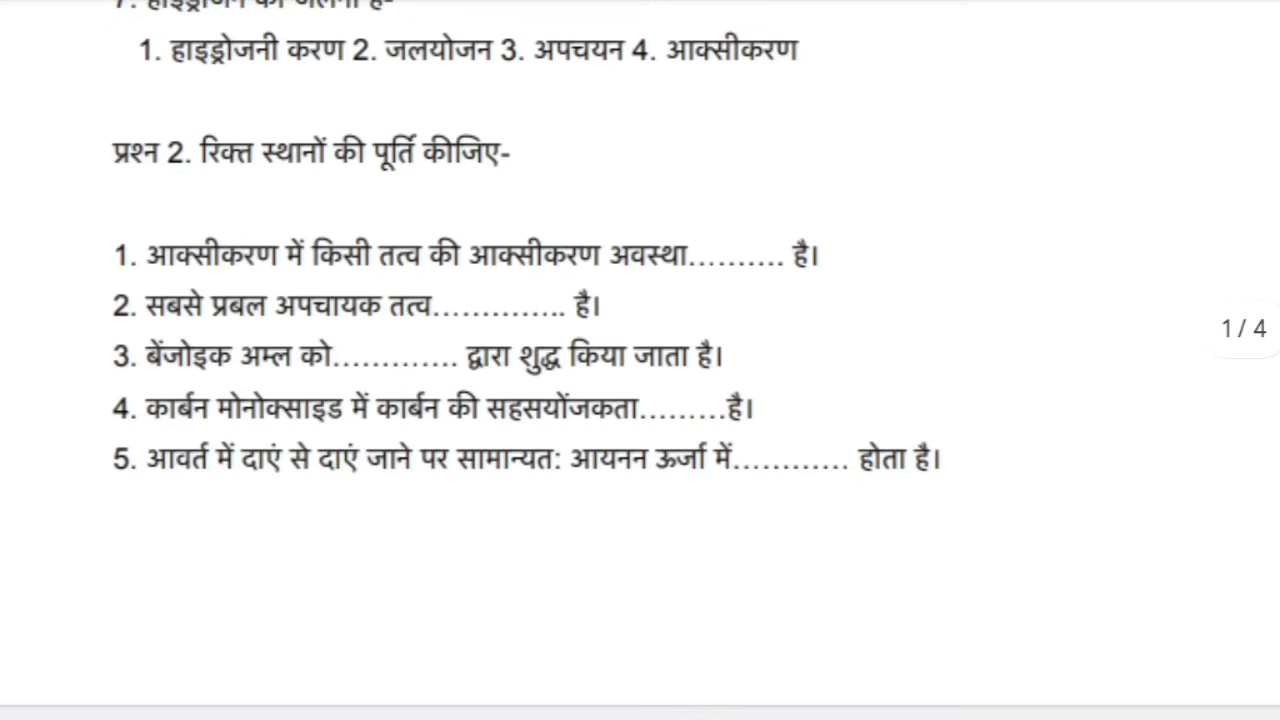 1. हाइड्रोजनी करण 2. जलयोजन 3. अपचयन 4. आक्सीकरण
प्रश्न 2. रिक्त स्थानों की पूर्ति कीजिए-
1. आक्सीकरण में किसी तत्व की आक्सीकरण अवस्था.......... है।
2. सबसे प्रबल अपचायक तत्व.............. है।
3. बेंजोइक अम्ल को............. द्वारा शुद्ध किया जाता है।
1 / 4
4. कार्बन मोनोक्साइड में कार्बन की सहसयोंजकता.........है।
5. आवर्त में दाएं से दाएं जाने पर सामान्यत: आयनन ऊर्जा में............ होता है।